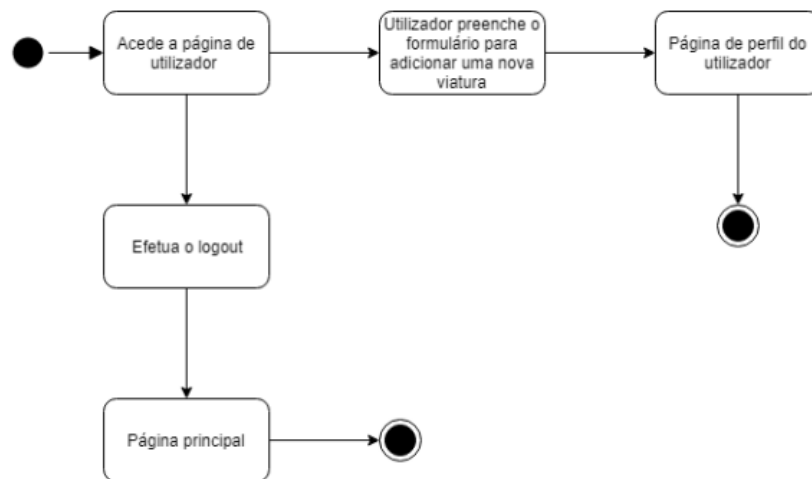 Acede a página de
utilizador
Utilizador preenche o
formulário para
adicionar uma nova
viatura
Página de perfil do
utilizador
Efetua o logout
Página principal